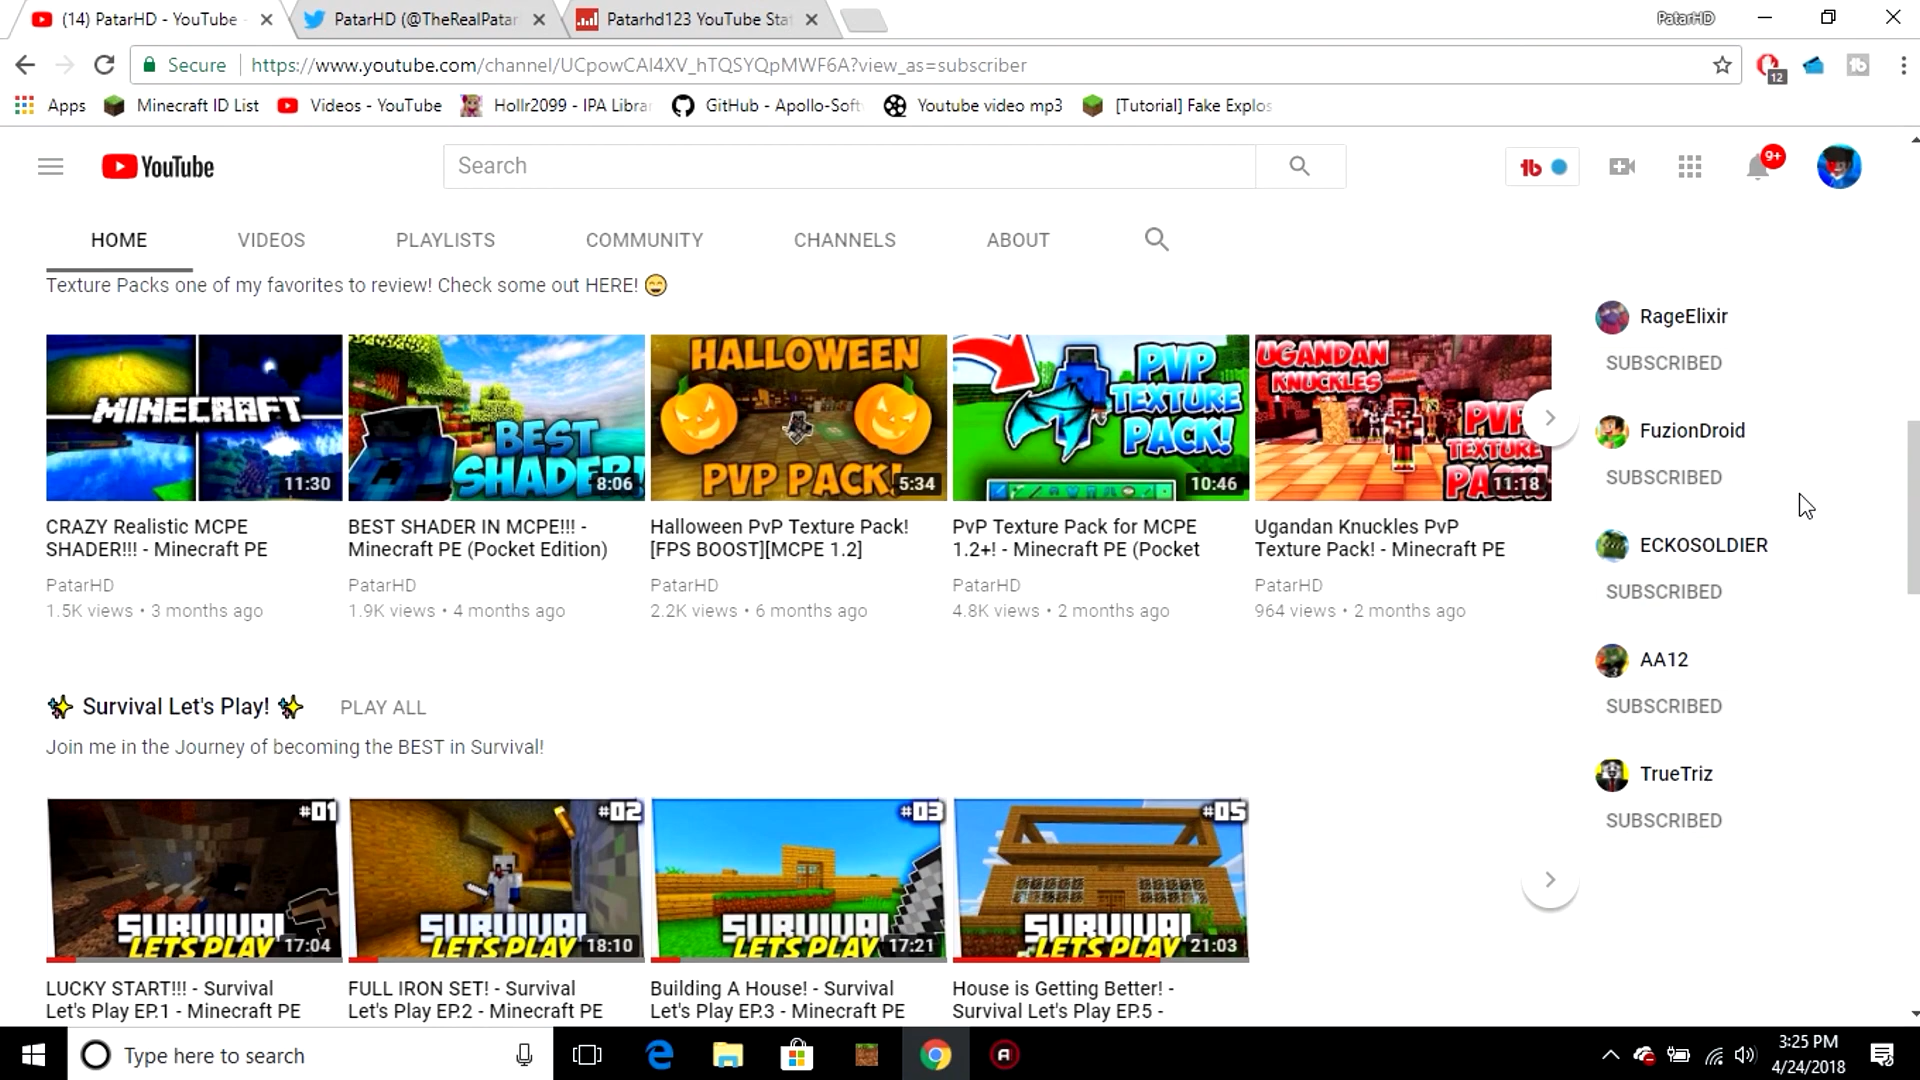 (14) PatarHD - YouTube
PatarHD (@TheRealPatar
Patarhd123 YouTube Sta
PatarHD
Secure
https://www.youtube.com/channel/UCpowCAI4XV_hTQSYQpMWF6A?view_as=subscriber
12
Apps
Minecraft ID List
Videos - YouTube
Hollr2099 - IPA Librar
GitHub - Apollo-Soft
Youtube video mp3
[Tutorial] Fake Explos
YouTube
Search
9+
HOME
VIDEOS
PLAYLISTS
COMMUNITY
CHANNELS
ABOUT
Texture Packs one of my favorites to review! Check some out HERE! 😄
MINECRAFT
11:30
BEST
SHADER!
8:06
HALLOWEEN
PVP PACK!
5:34
PVP
TEXTURE
PACK!
10:46
UGANDAN
KNUCKLES
PVP
TEXTURE
PACK!
11:18
CRAZY Realistic MCPE
SHADER!!! - Minecraft PE
PatarHD
1.5K views • 3 months ago
BEST SHADER IN MCPE!!! -
Minecraft PE (Pocket Edition)
PatarHD
1.9K views • 4 months ago
Halloween PvP Texture Pack!
[FPS BOOST][MCPE 1.2]
PatarHD
2.2K views • 6 months ago
PvP Texture Pack for MCPE
1.2+! - Minecraft PE (Pocket
PatarHD
4.8K views • 2 months ago
Ugandan Knuckles PvP
Texture Pack! - Minecraft PE
PatarHD
964 views • 2 months ago
RageElixir
SUBSCRIBED
FuzionDroid
SUBSCRIBED
ECKOSOLDIER
SUBSCRIBED
AA12
SUBSCRIBED
TrueTriz
SUBSCRIBED
✨ Survival Let's Play! ✨
PLAY ALL
Join me in the Journey of becoming the BEST in Survival!
#01
SURVIVAL
LETS PLAY
17:04
#02
SURVIVAL
LETS PLAY
18:10
#03
SURVIVAL
LETS PLAY
17:21
#05
SURVIVAL
LETS PLAY
21:03
LUCKY START!!! - Survival
Let's Play EP.1 - Minecraft PE
FULL IRON SET! - Survival
Let's Play EP.2 - Minecraft PE
Building A House! - Survival
Let's Play EP.3 - Minecraft PE
House is Getting Better! -
Survival Let's Play EP.5 -
Type here to search
3:25 PM
4/24/2018